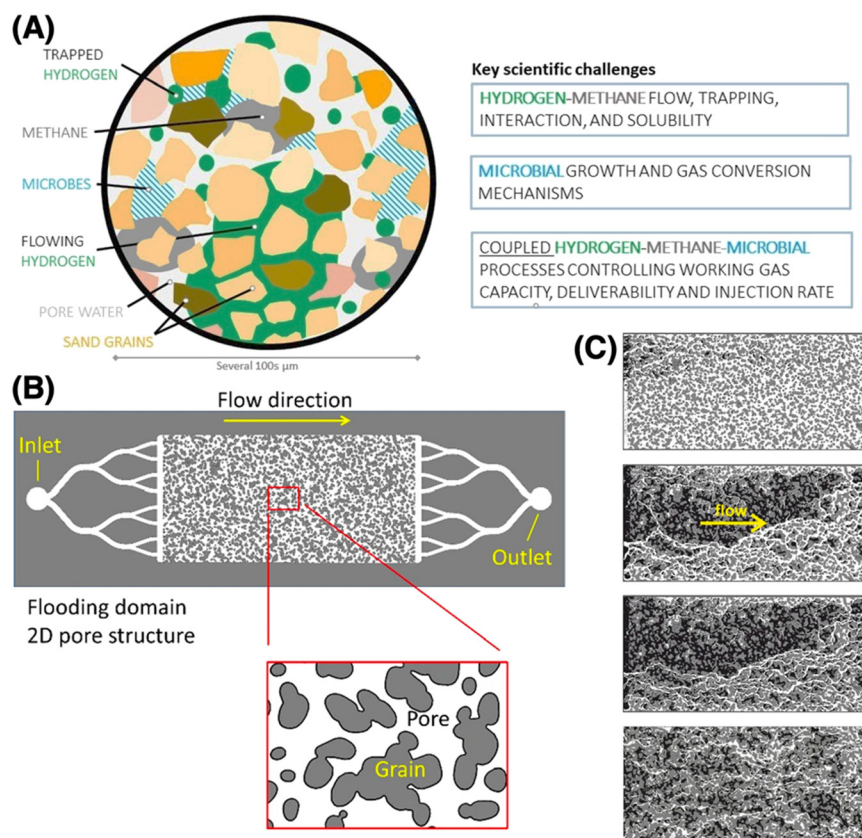 (A)
TRAPPED
HYDROGEN
METHANE
MICROBES
FLOWING
HYDROGEN
PORE WATER
SAND GRAINS
Several 100s µm
Key scientific challenges
HYDROGEN-METHANE FLOW, TRAPPING,
INTERACTION, AND SOLUBILITY
MICROBIAL GROWTH AND GAS CONVERSION
MECHANISMS
COUPLED HYDROGEN-METHANE-MICROBIAL
PROCESSES CONTROLLING WORKING GAS
CAPACITY, DELIVERABILITY AND INJECTION RATE
(B)
Flow direction
Inlet
Outlet
Flooding domain
2D pore structure
Pore
Grain
(C)
flow